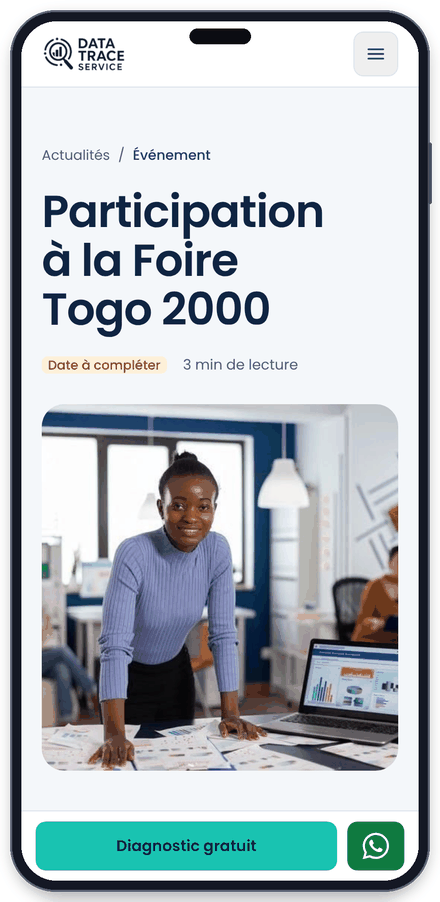 DATA
TRACE
SERVICE
Actualités / Événement
Participation
à la Foire
Togo 2000
Date à compléter 3 min de lecture
Diagnostic gratuit